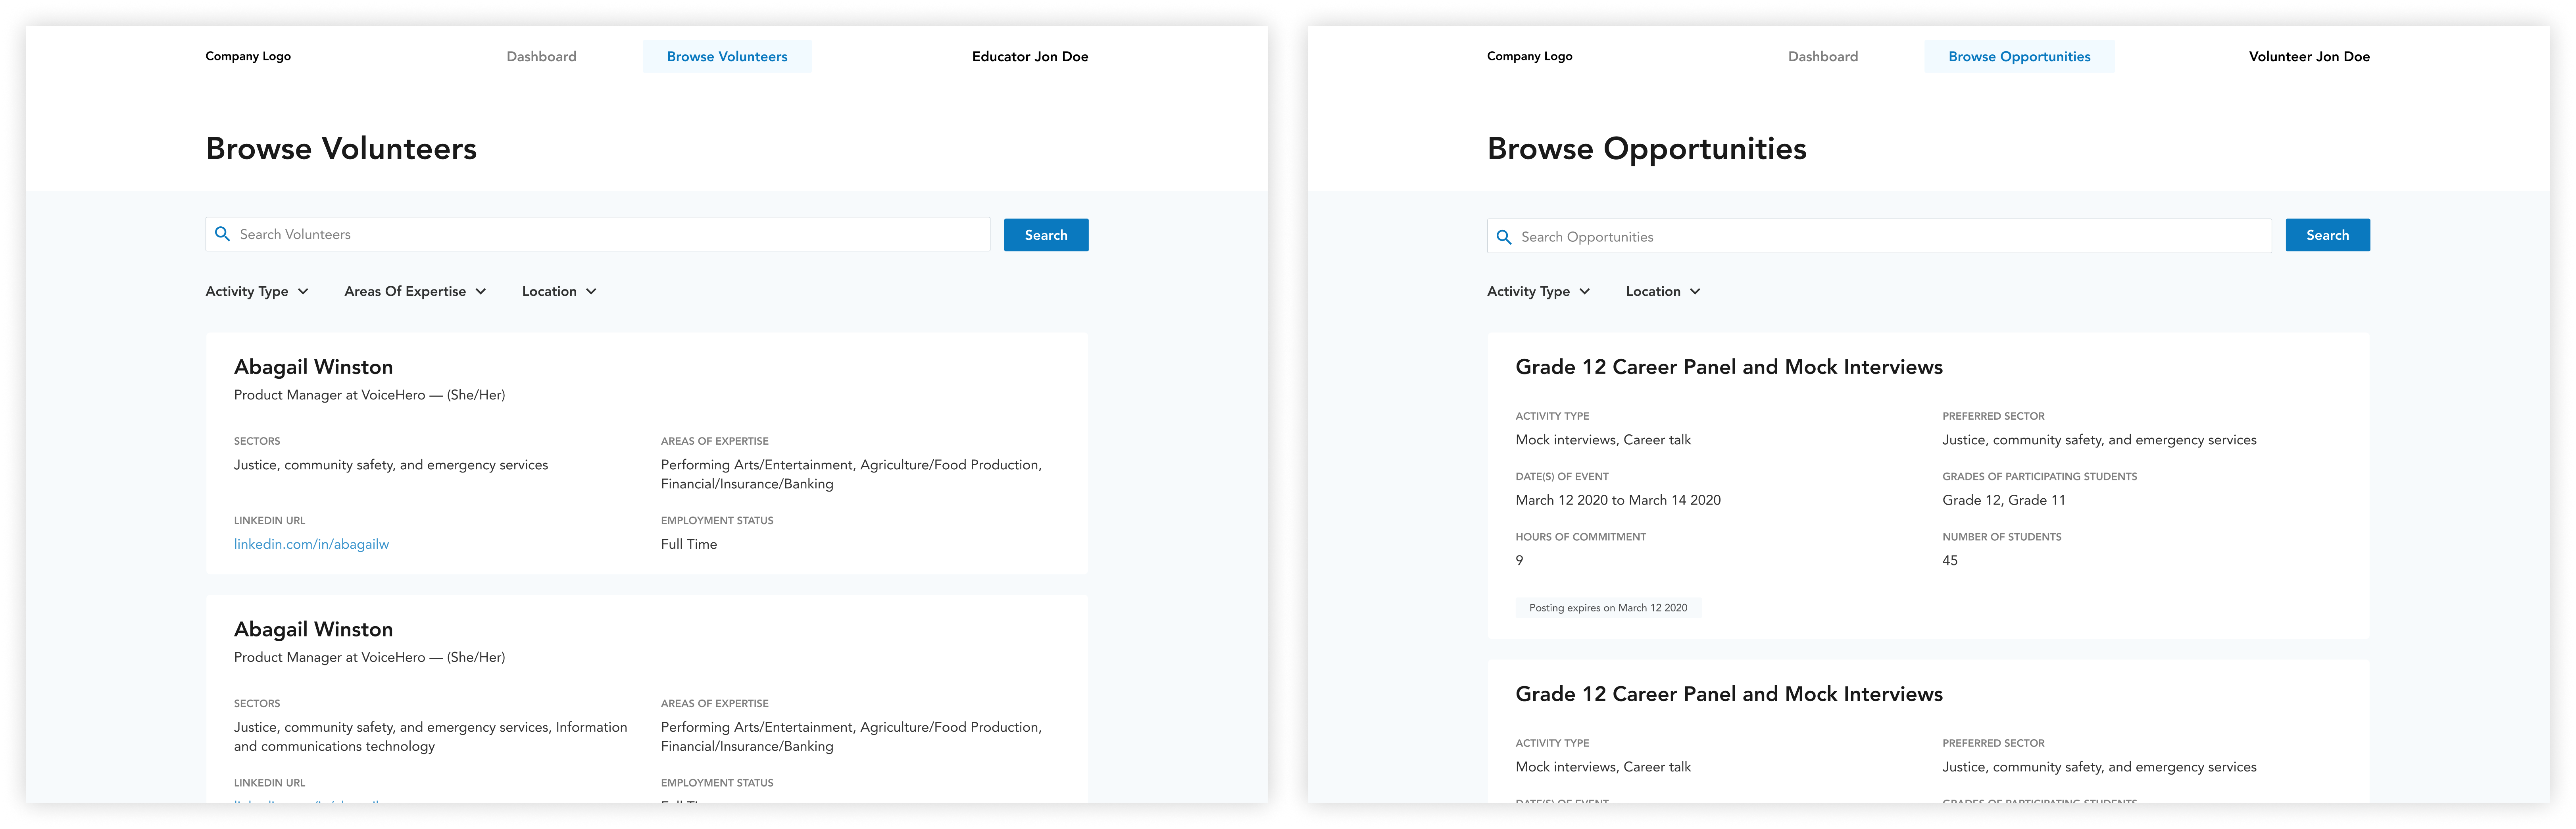 Company Logo
Dashboard
Browse Volunteers
Educator Jon Doe
Browse Volunteers
Search Volunteers
Search
Activity Type
Areas Of Expertise
Location
Abagail Winston
Product Manager at VoiceHero — (She/Her)
SECTORS
AREAS OF EXPERTISE
Justice, community safety, and emergency services
Performing Arts/Entertainment, Agriculture/Food Production,
Financial/Insurance/Banking
LINKEDIN URL
EMPLOYMENT STATUS
linkedin.com/in/abagailw
Full Time
Abagail Winston
Product Manager at VoiceHero — (She/Her)
SECTORS
AREAS OF EXPERTISE
Justice, community safety, and emergency services, Information
and communications technology
Performing Arts/Entertainment, Agriculture/Food Production,
Financial/Insurance/Banking
LINKEDIN URL
EMPLOYMENT STATUS
Company Logo
Dashboard
Browse Opportunities
Volunteer Jon Doe
Browse Opportunities
Search Opportunities
Search
Activity Type
Location
Grade 12 Career Panel and Mock Interviews
ACTIVITY TYPE
PREFERRED SECTOR
Mock interviews, Career talk
Justice, community safety, and emergency services
DATE(S) OF EVENT
GRADES OF PARTICIPATING STUDENTS
March 12 2020 to March 14 2020
Grade 12, Grade 11
HOURS OF COMMITMENT
NUMBER OF STUDENTS
9
45
Posting expires on March 12 2020
Grade 12 Career Panel and Mock Interviews
ACTIVITY TYPE
PREFERRED SECTOR
Mock interviews, Career talk
Justice, community safety, and emergency services
DATE(S) OF EVENT
GRADES OF PARTICIPATING STUDENTS